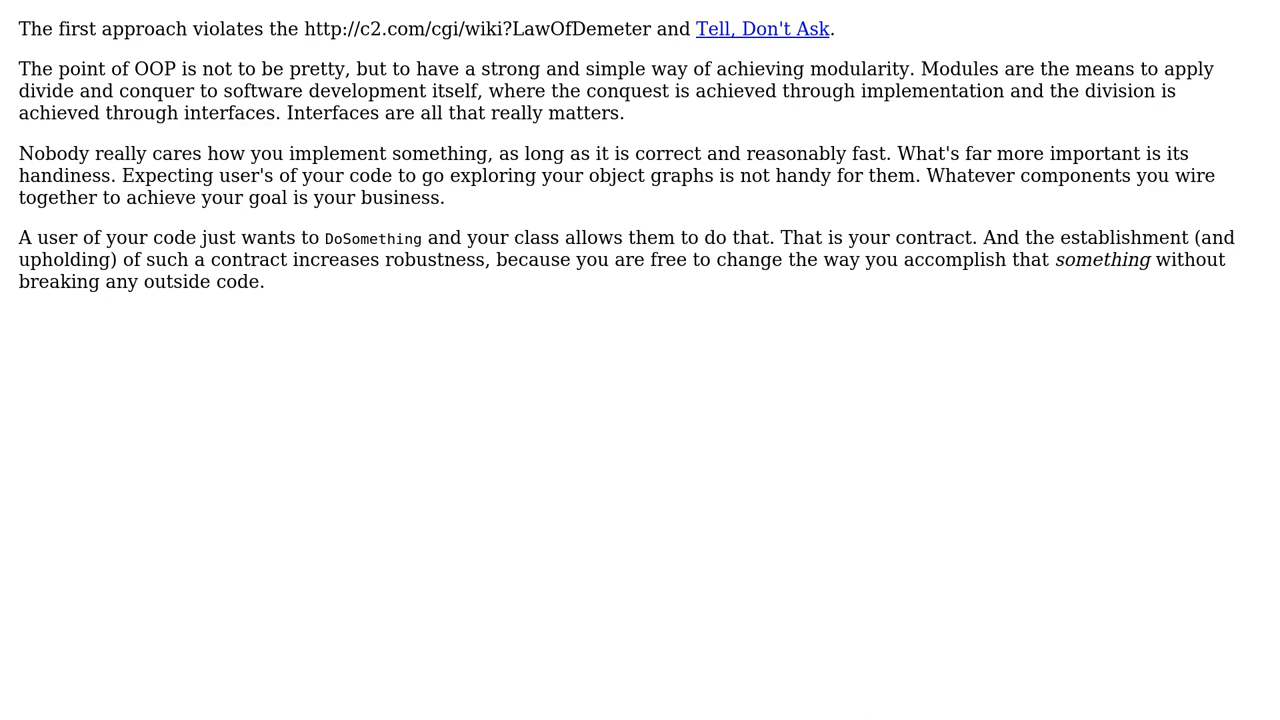 The first approach violates the http://c2.com/cgi/wiki?LawOfDemeter and Tell, Don't Ask.
The point of OOP is not to be pretty, but to have a strong and simple way of achieving modularity. Modules are the means to apply
divide and conquer to software development itself, where the conquest is achieved through implementation and the division is
achieved through interfaces. Interfaces are all that really matters.
Nobody really cares how you implement something, as long as it is correct and reasonably fast. What's far more important is its
handiness. Expecting user's of your code to go exploring your object graphs is not handy for them. Whatever components you wire
together to achieve your goal is your business.
A user of your code just wants to DoSomething and your class allows them to do that. That is your contract. And the establishment (and
upholding) of such a contract increases robustness, because you are free to change the way you accomplish that something without
breaking any outside code.